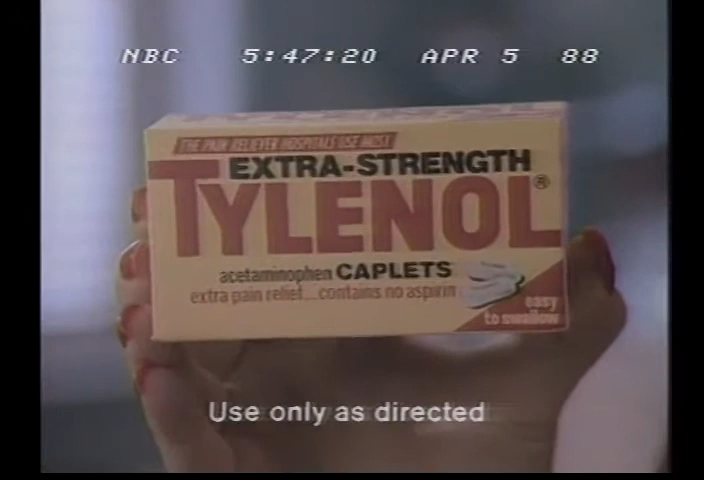 NBC 5:47:20 APR 5 88
THE PAIN RELIEVER HOSPITALS USE MOST
EXTRA-STRENGTH
TYLENOL®
acetaminophen CAPLETS
extra pain relief...contains no aspirin
easy
to swallow
Use only as directed